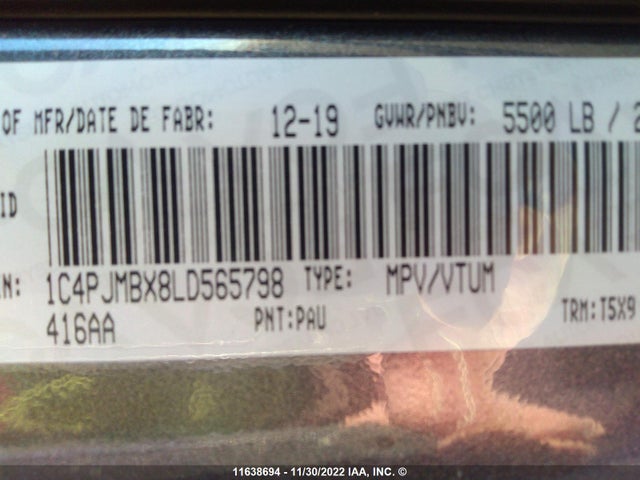 OF MFR/DATE DE FABR: 12-19 GVWR/PNBV: 5500 LB /
ID
N: 1C4PJMBX8LD565798 TYPE: MPV/VTUM
416AA PNT:PAU TRM:T5X9
11638694 - 11/30/2022 IAA, INC. ©